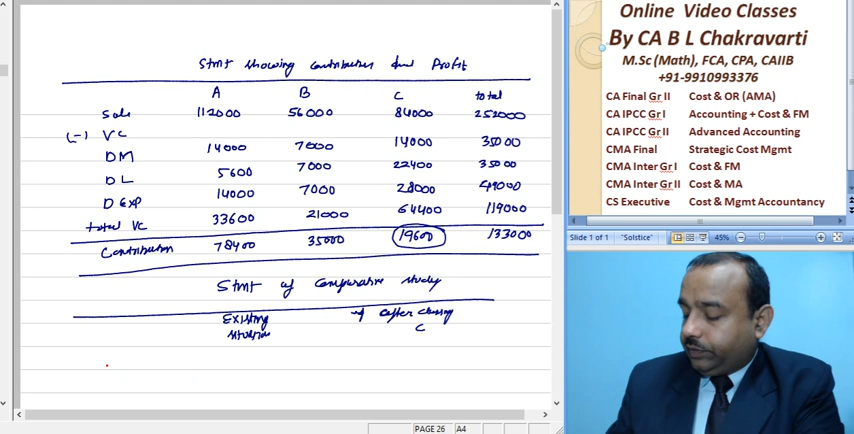 Stmt showing Contribution and Profit
A B C total
Sale 112000 56000 84000 252000
(-) VC
DM 14000 7000 14000 35000
DL 5600 7000 22400 35000
D Exp 14000 7000 28000 49000
total VC 33600 21000 64400 119000
Contribution 78400 35000 19600 133000
Stmt of Comparative study
Existing situation
if after closing C
Online Video Classes
By CA B L Chakravarti
M.Sc (Math), FCA, CPA, CAIIB
+91-9910993376
CA Final Gr II Cost & OR (AMA)
CA IPCC Gr I Accounting + Cost & FM
CA IPCC Gr II Advanced Accounting
CMA Final Strategic Cost Mgmt
CMA Inter Gr I Cost & FM
CMA Inter Gr II Cost & MA
CS Executive Cost & Mgmt Accountancy
Slide 1 of 1 "Solstice" 45%
PAGE 26 A4